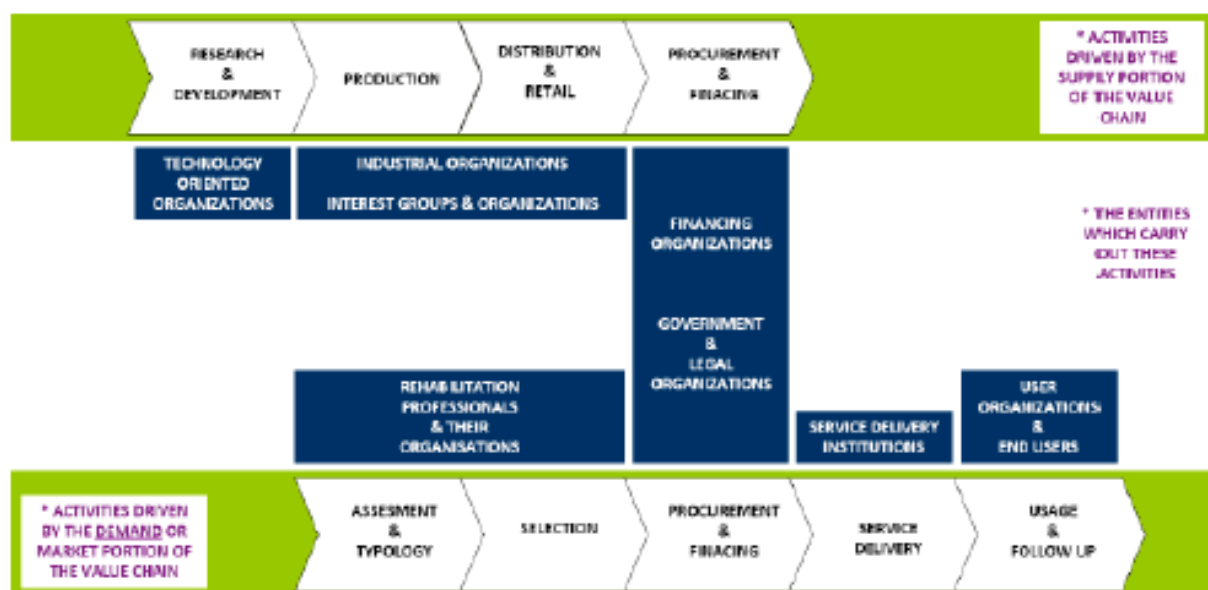 RESEARCH
&
DEVELOPMENT
PRODUCTION
DISTRIBUTION
&
RETAIL
PROCUREMENT
&
FINACING
* ACTIVITIES
DRIVEN BY THE
SUPPLY PORTION
OF THE VALUE
CHAIN
TECHNOLOGY
ORIENTED
ORGANIZATIONS
INDUSTRIAL ORGANIZATIONS
INTEREST GROUPS & ORGANIZATIONS
FINANCING
ORGANIZATIONS
GOVERNMENT
&
LEGAL
ORGANIZATIONS
* THE ENTITIES
WHICH CARRY
OUT THESE
ACTIVITIES
REHABILITATION
PROFESSIONALS
& THEIR
ORGANISATIONS
SERVICE DELIVERY
INSTITUTIONS
USER
ORGANIZATIONS
&
END USERS
* ACTIVITIES DRIVEN
BY THE DEMAND OR
MARKET PORTION OF
THE VALUE CHAIN
ASSESMENT
&
TYPOLOGY
SELECTION
PROCUREMENT
&
FINACING
SERVICE
DELIVERY
USAGE
&
FOLLOW UP